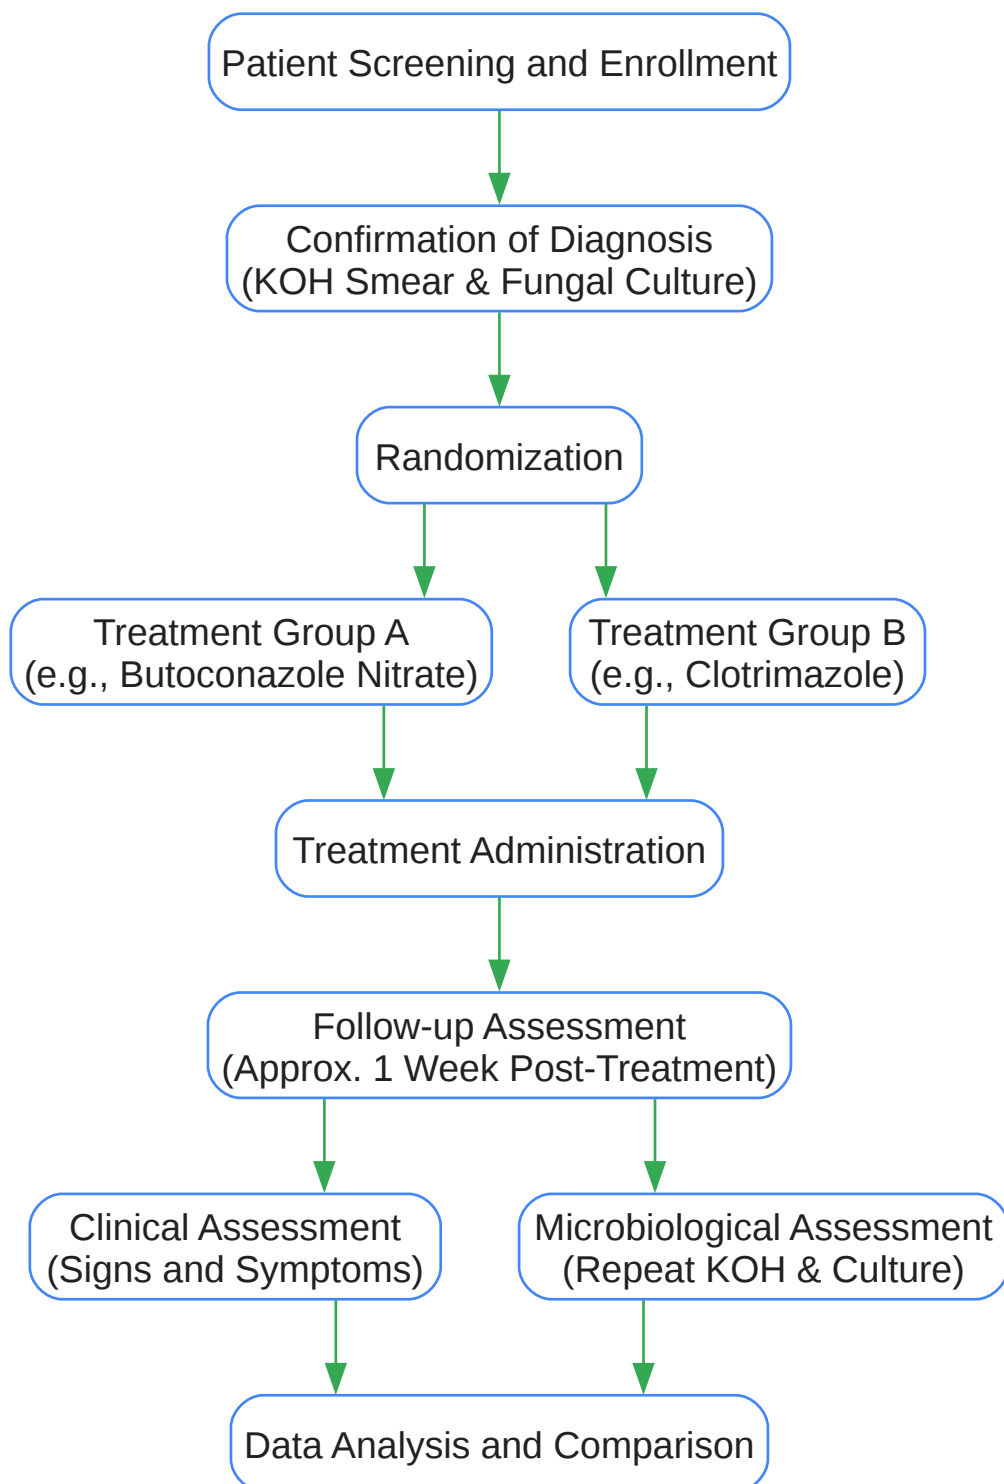 Patient Screening and Enrollment
Confirmation of Diagnosis
(KOH Smear & Fungal Culture)
Randomization
Treatment Group A
(e.g., Butoconazole Nitrate)
Treatment Group B
(e.g., Clotrimazole)
Treatment Administration
Follow-up Assessment
(Approx. 1 Week Post-Treatment)
Clinical Assessment
(Signs and Symptoms)
Microbiological Assessment
(Repeat KOH & Culture)
Data Analysis and Comparison